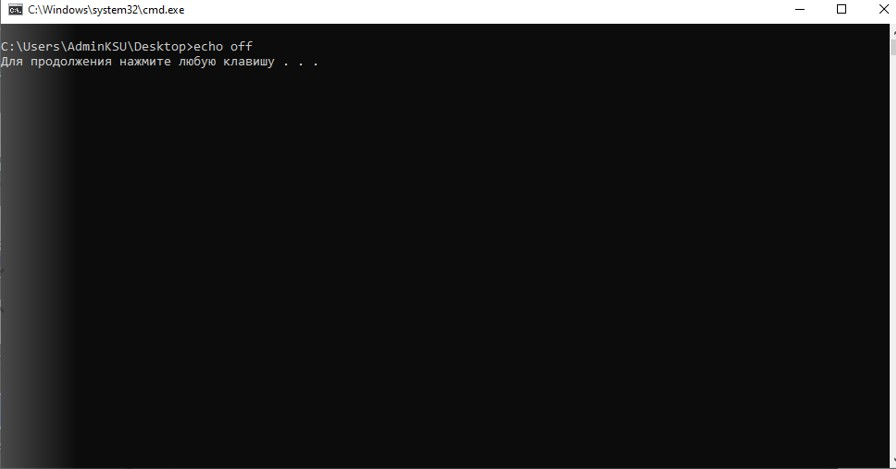 C:\Windows\system32\cmd.exe
C:\Users\AdminKSU\Desktop>echo off
Для продолжения нажмите любую клавишу . . .